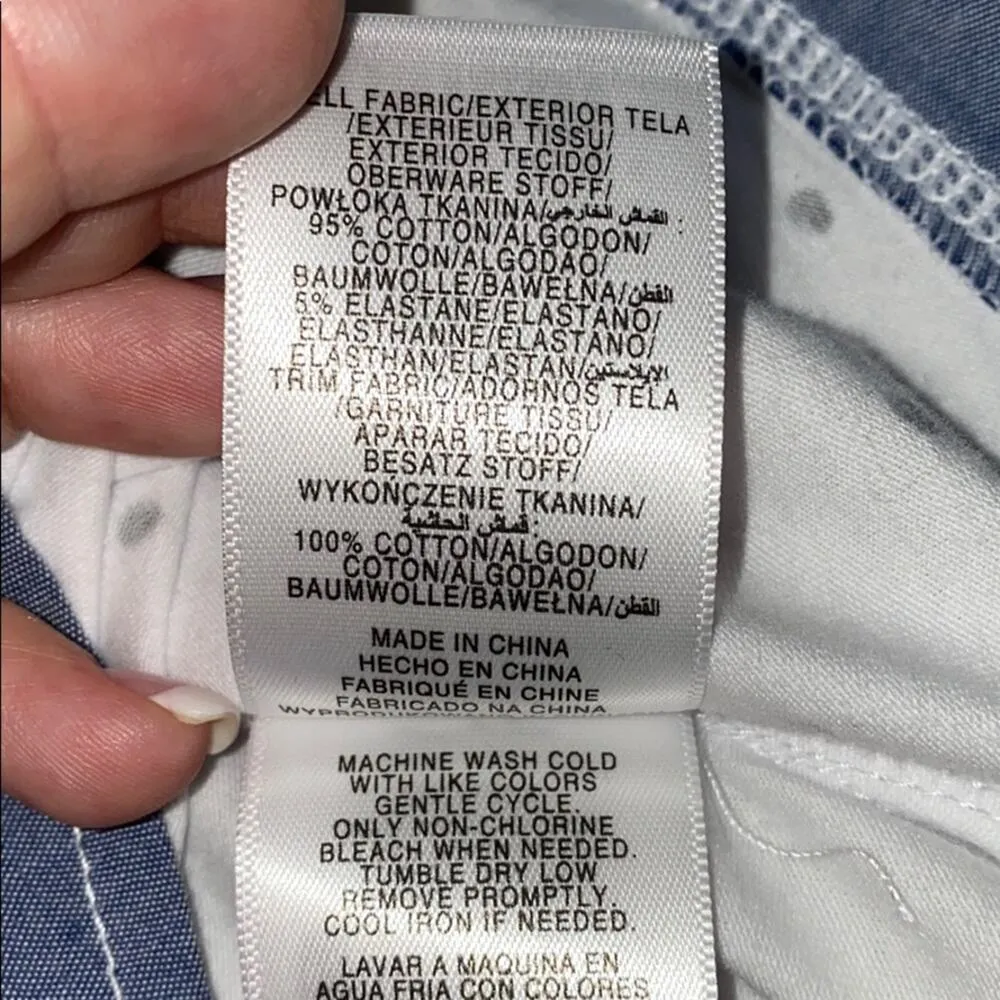 ELL FABRIC/EXTERIOR TELA
/EXTERIEUR TISSU/
EXTERIOR TECIDO/
OBERWARE STOFF/
POWŁOKA TKANINA/القماش الخارجي :
95% COTTON/ALGODON/
COTON/ALGODAO/
BAUMWOLLE/BAWEŁNA/القطن
5% ELASTANE/ELASTANO/
ELASTHANNE/ELASTANO/
ELASTHAN/ELASTAN/الإيلاستين
TRIM FABRIC/ADORNOS TELA
/GARNITURE TISSU/
APARAR TECIDO/
BESATZ STOFF/
WYKOŃCZENIE TKANINA/
قماش الحاشية :
100% COTTON/ALGODON/
COTON/ALGODAO/
BAUMWOLLE/BAWEŁNA/القطن
MADE IN CHINA
HECHO EN CHINA
FABRIQUÉ EN CHINE
FABRICADO NA CHINA
MACHINE WASH COLD
WITH LIKE COLORS
GENTLE CYCLE.
ONLY NON-CHLORINE
BLEACH WHEN NEEDED.
TUMBLE DRY LOW
REMOVE PROMPTLY.
COOL IRON IF NEEDED.
LAVAR A MAQUINA EN
AGUA FRIA CON COLORES